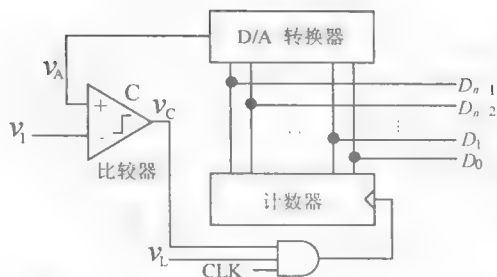 D/A 转换器
v_A
C
v_C
+
-
v_I
比较器
D_{n-1}
D_{n-2}
D_1
D_0
计数器
v_L
CLK